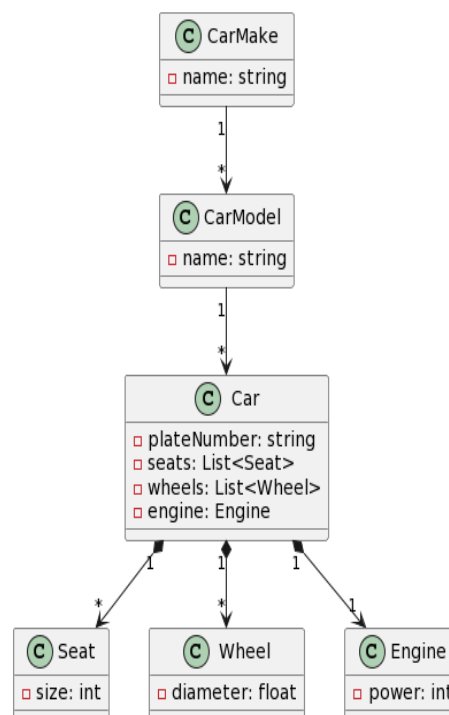 C CarMake
name: string
1
*
C CarModel
name: string
1
*
C Car
plateNumber: string
seats: List<Seat>
wheels: List<Wheel>
engine: Engine
1 1 1
* * 1
C Seat C Wheel C Engine
size: int diameter: float power: int